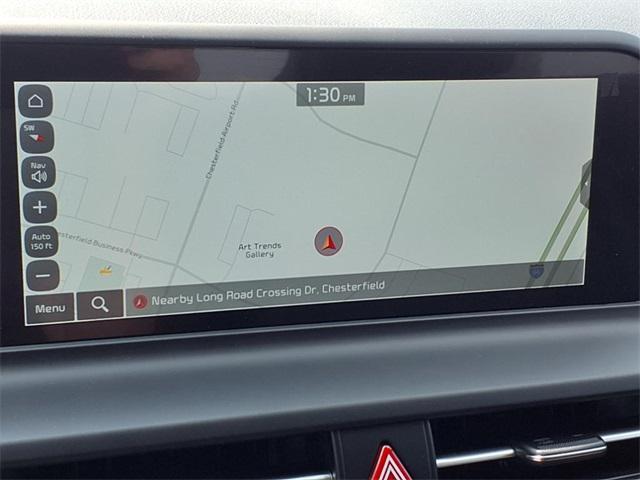 1:30 PM
SW
Nav
Chesterfield Airport Rd
Auto
150 ft
esterfield Business Pkwy
Art Trends
Gallery
Menu
Nearby Long Road Crossing Dr, Chesterfield